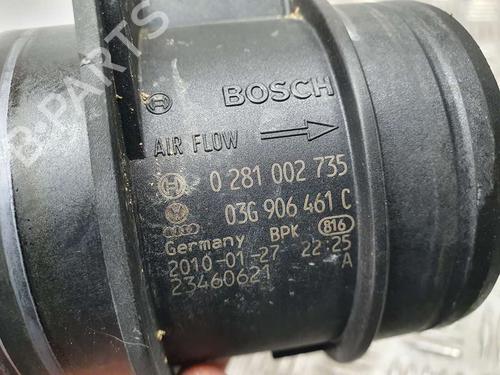 B-PARTS
BOSCH
AIR FLOW
0 281 002 735
03G 906 461 C
Germany BPK 816
2010-01-27 22:25
23460621 A